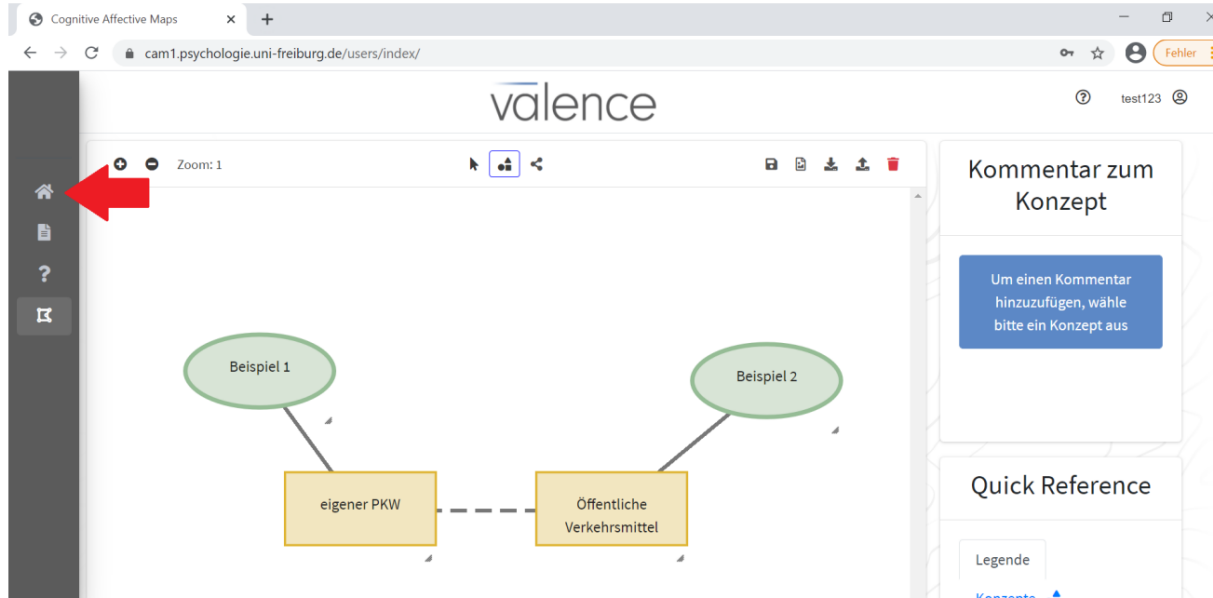 Cognitive Affective Maps
cam1.psychologie.uni-freiburg.de/users/index/
Fehler
valence
test123
Zoom: 1
Kommentar zum
Konzept
Um einen Kommentar
hinzuzufügen, wähle
bitte ein Konzept aus
Beispiel 1
Beispiel 2
eigener PKW
Öffentliche
Verkehrsmittel
Quick Reference
Legende
Konzepte